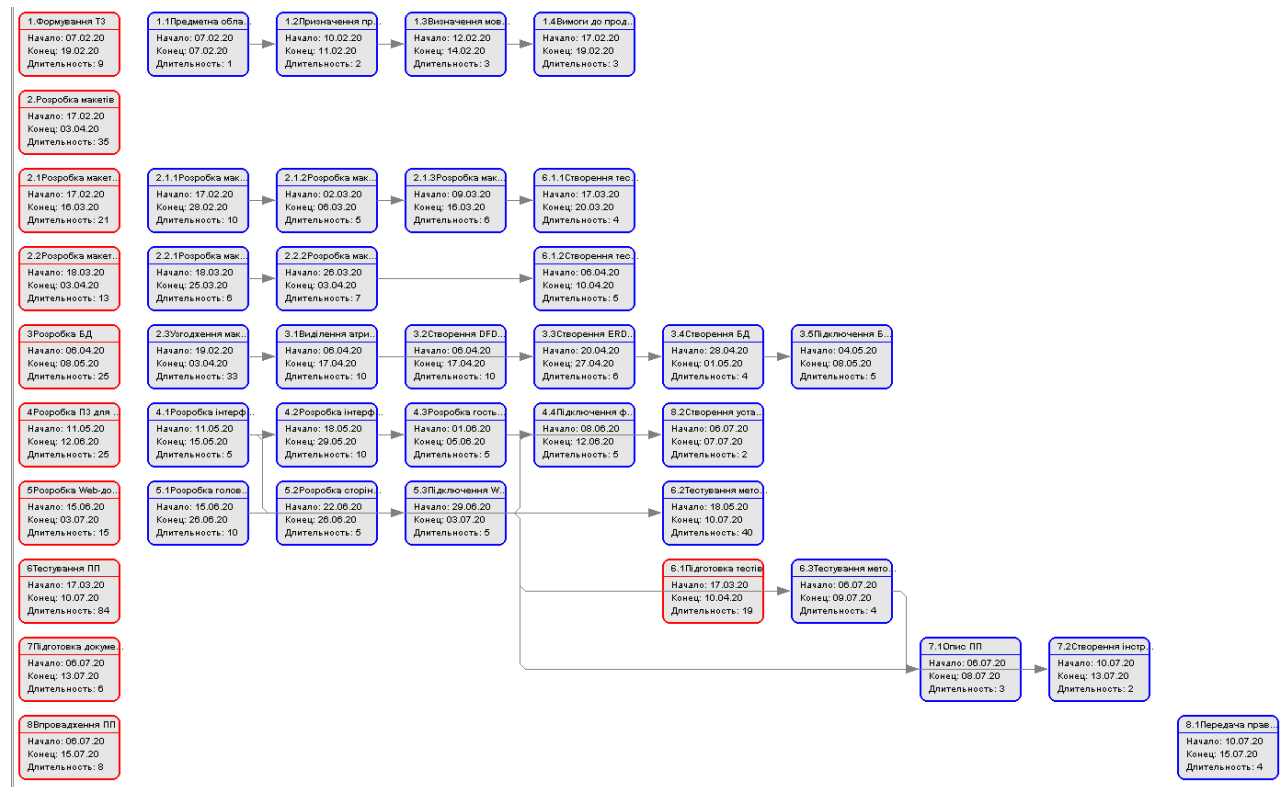 1.Формування ТЗ
Начало: 07.02.20
Конец: 19.02.20
Длительность: 9
1.1Предметна обла...
Начало: 07.02.20
Конец: 07.02.20
Длительность: 1
1.2Призначення пр...
Начало: 10.02.20
Конец: 11.02.20
Длительность: 2
1.3Визначення мов...
Начало: 12.02.20
Конец: 14.02.20
Длительность: 3
1.4Вимоги до прод...
Начало: 17.02.20
Конец: 19.02.20
Длительность: 3
2.Розробка макетів
Начало: 17.02.20
Конец: 03.04.20
Длительность: 35
2.1Розробка макет...
Начало: 17.02.20
Конец: 16.03.20
Длительность: 21
2.1.1Розробка мак...
Начало: 17.02.20
Конец: 28.02.20
Длительность: 10
2.1.2Розробка мак...
Начало: 02.03.20
Конец: 06.03.20
Длительность: 5
2.1.3Розробка мак...
Начало: 09.03.20
Конец: 16.03.20
Длительность: 6
6.1.1Створення тес...
Начало: 17.03.20
Конец: 20.03.20
Длительность: 4
2.2Розробка макет...
Начало: 18.03.20
Конец: 03.04.20
Длительность: 13
2.2.1Розробка мак...
Начало: 18.03.20
Конец: 25.03.20
Длительность: 6
2.2.2Розробка мак...
Начало: 26.03.20
Конец: 03.04.20
Длительность: 7
6.1.2Створення тес...
Начало: 06.04.20
Конец: 10.04.20
Длительность: 5
3Розробка БД
Начало: 06.04.20
Конец: 08.05.20
Длительность: 25
2.3Узгодження мак...
Начало: 19.02.20
Конец: 03.04.20
Длительность: 33
3.1Виділення атри...
Начало: 06.04.20
Конец: 17.04.20
Длительность: 10
3.2Створення DFD...
Начало: 06.04.20
Конец: 17.04.20
Длительность: 10
3.3Створення ERD...
Начало: 20.04.20
Конец: 27.04.20
Длительность: 6
3.4Створення БД
Начало: 28.04.20
Конец: 01.05.20
Длительность: 4
3.5Підключення Б...
Начало: 04.05.20
Конец: 08.05.20
Длительность: 5
4Розробка ПЗ для ...
Начало: 11.05.20
Конец: 12.06.20
Длительность: 25
4.1Розробка інтерф...
Начало: 11.05.20
Конец: 15.05.20
Длительность: 5
4.2Розробка інтерф...
Начало: 18.05.20
Конец: 29.05.20
Длительность: 10
4.3Розробка гость...
Начало: 01.06.20
Конец: 05.06.20
Длительность: 5
4.4Підключення ф...
Начало: 08.06.20
Конец: 12.06.20
Длительность: 5
8.2Створення уста...
Начало: 06.07.20
Конец: 07.07.20
Длительность: 2
5Розробка Web-до...
Начало: 15.06.20
Конец: 03.07.20
Длительность: 15
5.1Розробка голов...
Начало: 15.06.20
Конец: 26.06.20
Длительность: 10
5.2Розробка сторін...
Начало: 22.06.20
Конец: 26.06.20
Длительность: 5
5.3Підключення W...
Начало: 29.06.20
Конец: 03.07.20
Длительность: 5
6.2Тестування мето...
Начало: 18.05.20
Конец: 10.07.20
Длительность: 40
6Тестування ПП
Начало: 17.03.20
Конец: 10.07.20
Длительность: 84
6.1Підготовка тестів
Начало: 17.03.20
Конец: 10.04.20
Длительность: 19
6.3Тестування мето...
Начало: 06.07.20
Конец: 09.07.20
Длительность: 4
7Підготовка докуме...
Начало: 06.07.20
Конец: 13.07.20
Длительность: 6
7.1Опис ПП
Начало: 06.07.20
Конец: 08.07.20
Длительность: 3
7.2Створення інстр...
Начало: 10.07.20
Конец: 13.07.20
Длительность: 2
8Впровадження ПП
Начало: 06.07.20
Конец: 15.07.20
Длительность: 8
8.1Передача прав...
Начало: 10.07.20
Конец: 15.07.20
Длительность: 4